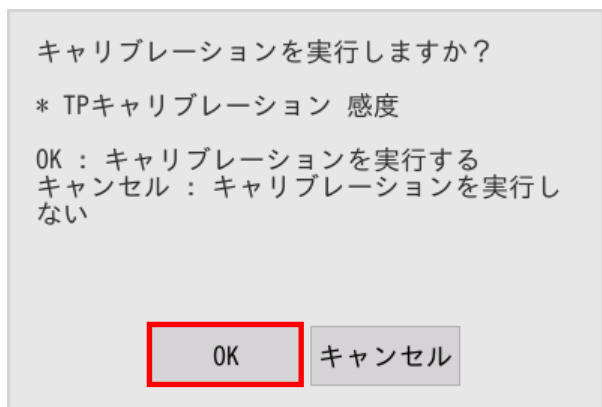 キャリブレーションを実行しますか？
* TPキャリブレーション 感度
OK : キャリブレーションを実行する
キャンセル : キャリブレーションを実行し
ない
OK
キャンセル